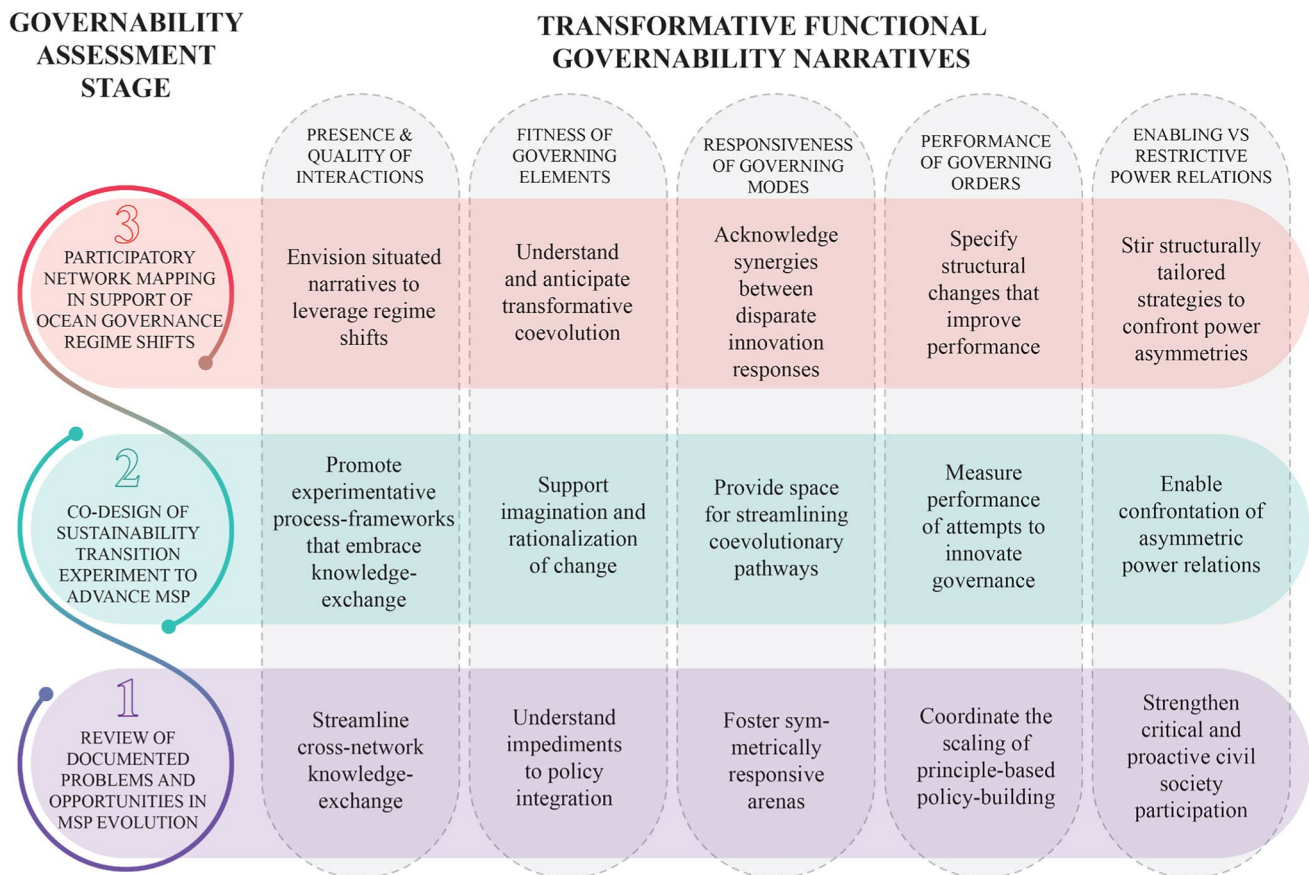 GOVERNABILITY
ASSESSMENT
STAGE
TRANSFORMATIVE FUNCTIONAL
GOVERNABILITY NARRATIVES
PRESENCE &
QUALITY OF
INTERACTIONS
FITNESS OF
GOVERNING
ELEMENTS
RESPONSIVENESS
OF GOVERNING
MODES
PERFORMANCE
OF GOVERNING
ORDERS
ENABLING VS
RESTRICTIVE
POWER RELATIONS
3
PARTICIPATORY
NETWORK MAPPING
IN SUPPORT OF
OCEAN GOVERNANCE
REGIME SHIFTS
Envision situated
narratives to
leverage regime
shifts
Understand
and anticipate
transformative
coevolution
Acknowledge
synergies
between
disparate
innovation
responses
Specify
structural
changes that
improve
performance
Stir structurally
tailored
strategies to
confront power
asymmetries
2
CO-DESIGN OF
SUSTAINABILITY
TRANSITION
EXPERIMENT TO
ADVANCE MSP
Promote
experimentative
process-frameworks
that embrace
knowledge-
exchange
Support
imagination and
rationalization
of change
Provide space
for streamlining
coevolutionary
pathways
Measure
performance
of attempts to
innovate
governance
Enable
confrontation of
asymmetric
power relations
1
REVIEW OF
DOCUMENTED
PROBLEMS AND
OPPORTUNITIES IN
MSP EVOLUTION
Streamline
cross-network
knowledge-
exchange
Understand
impediments
to policy
integration
Foster sym-
metrically
responsive
arenas
Coordinate the
scaling of
principle-based
policy-building
Strengthen
critical and
proactive civil
society
participation